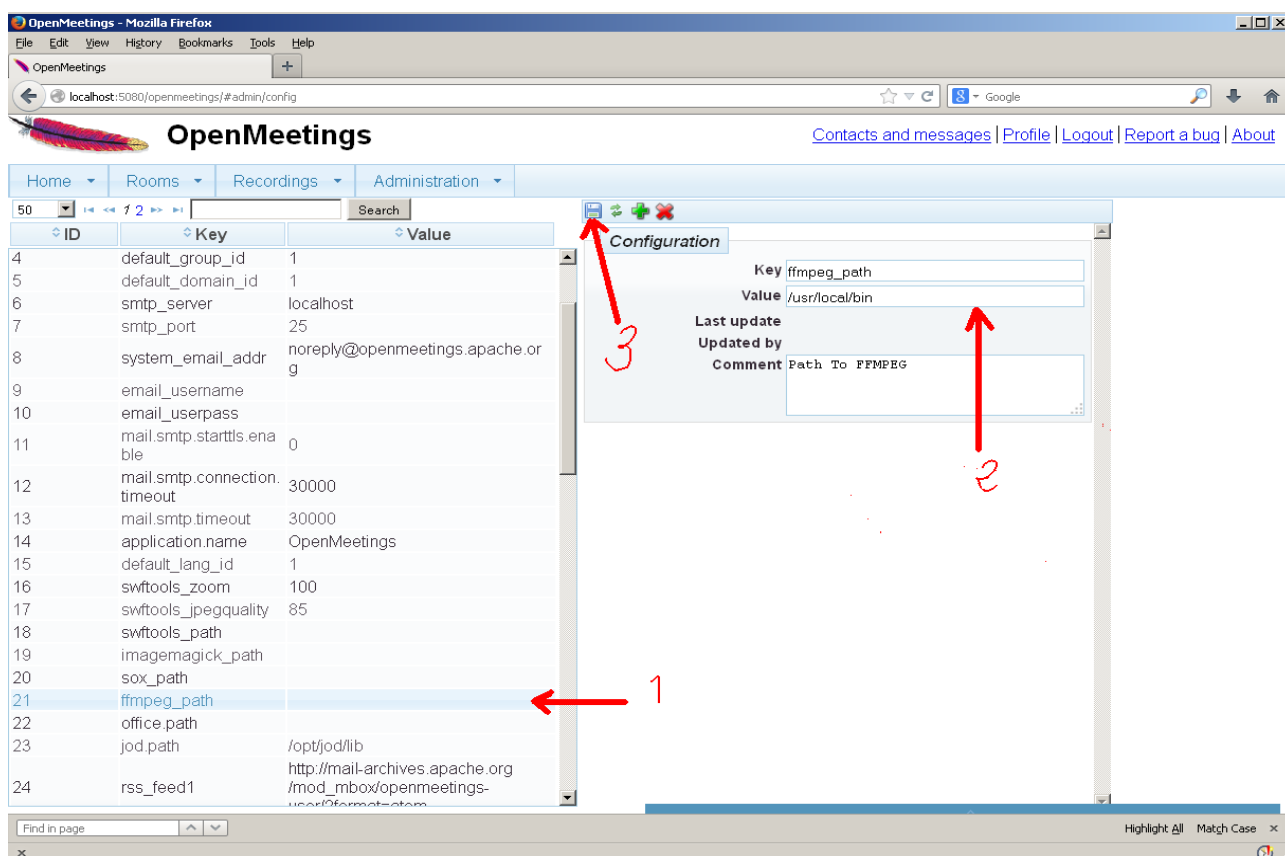 OpenMeetings - Mozilla Firefox
File Edit View History Bookmarks Tools Help
OpenMeetings +
localhost:5080/openmeetings/#admin/config
8 - Google
OpenMeetings
Contacts and messages | Profile | Logout | Report a bug | About
Home Rooms Recordings Administration
50 1 2 Search
ID Key Value
4 default_group_id 1
5 default_domain_id 1
6 smtp_server localhost
7 smtp_port 25
8 system_email_addr noreply@openmeetings.apache.or
g
9 email_username
10 email_userpass
11 mail.smtp.starttls.ena 0
ble
12 mail.smtp.connection. 30000
timeout
13 mail.smtp.timeout 30000
14 application.name OpenMeetings
15 default_lang_id 1
16 swftools_zoom 100
17 swftools_jpegquality 85
18 swftools_path
19 imagemagick_path
20 sox_path
21 ffmpeg_path
22 office.path
23 jod.path /opt/jod/lib
24 rss_feed1 http://mail-archives.apache.org
/mod_mbox/openmeetings-
user/?format=atom
Configuration
Key ffmpeg_path
Value /usr/local/bin
Last update
Updated by
Comment Path To FFMPEG
1
2
3
Find in page
Highlight All Match Case